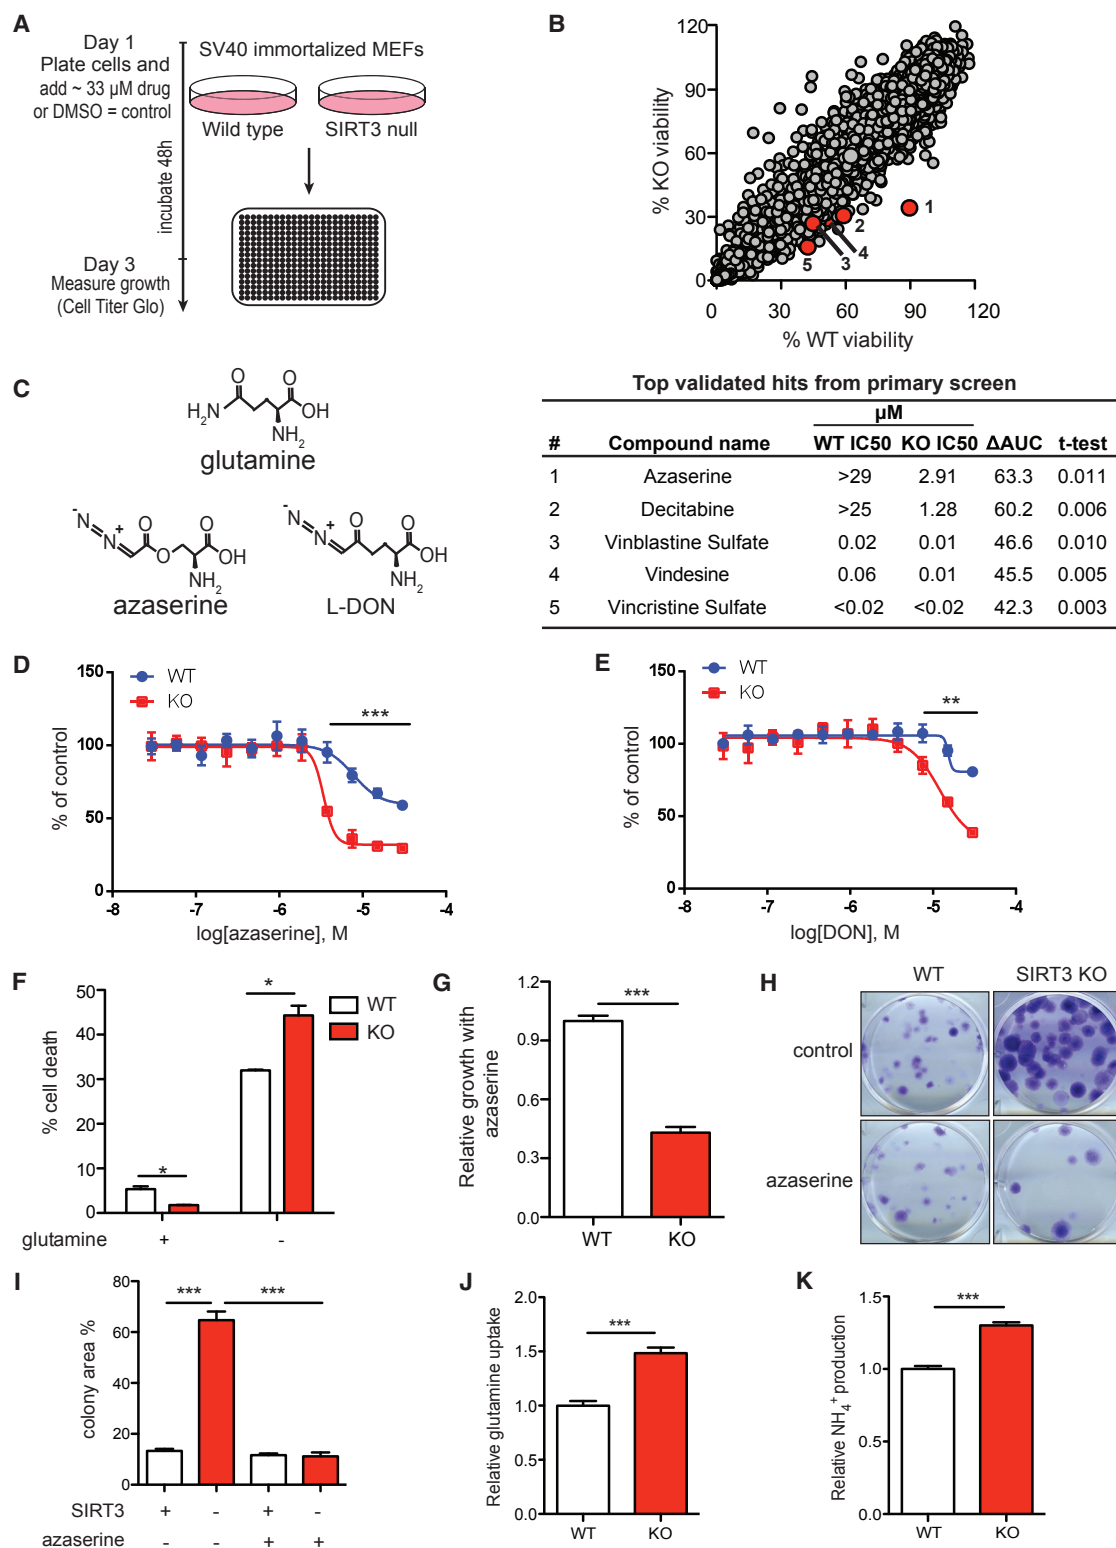 A
Day 1
Plate cells and
add ~ 33 µM drug
or DMSO = control
incubate 48h
Day 3
Measure growth
(Cell Titer Glo)
SV40 immortalized MEFs
Wild type
SIRT3 null
B
% KO viability
120
90
60
30
0
0 30 60 90 120
% WT viability
1
2
3
4
5
C
glutamine
O
H2N
OH
NH2
azaserine
-
N
N
+
O
O
O
OH
NH2
L-DON
-
N
N
+
O
O
OH
NH2
Top validated hits from primary screen
µM
# Compound name WT IC50 KO IC50 ΔAUC t-test
1 Azaserine >29 2.91 63.3 0.011
2 Decitabine >25 1.28 60.2 0.006
3 Vinblastine Sulfate 0.02 0.01 46.6 0.010
4 Vindesine 0.06 0.01 45.5 0.005
5 Vincristine Sulfate <0.02 <0.02 42.3 0.003
D
WT
KO
***
% of control
150
100
50
0
-8 -7 -6 -5 -4
log[azaserine], M
E
WT
KO
**
% of control
150
100
50
0
-8 -7 -6 -5 -4
log[DON], M
F
% cell death
50
40
30
20
10
0
*
*
WT
KO
glutamine + -
G
Relative growth with
azaserine
1.2
0.9
0.6
0.3
0.0
***
WT KO
H
WT SIRT3 KO
control
azaserine
I
colony area %
80
60
40
20
0
*** ***
SIRT3 + - + -
azaserine - - + +
J
Relative glutamine uptake
2.0
1.5
1.0
0.5
0.0
***
WT KO
K
Relative NH4+ production
1.5
1.0
0.5
0.0
***
WT KO